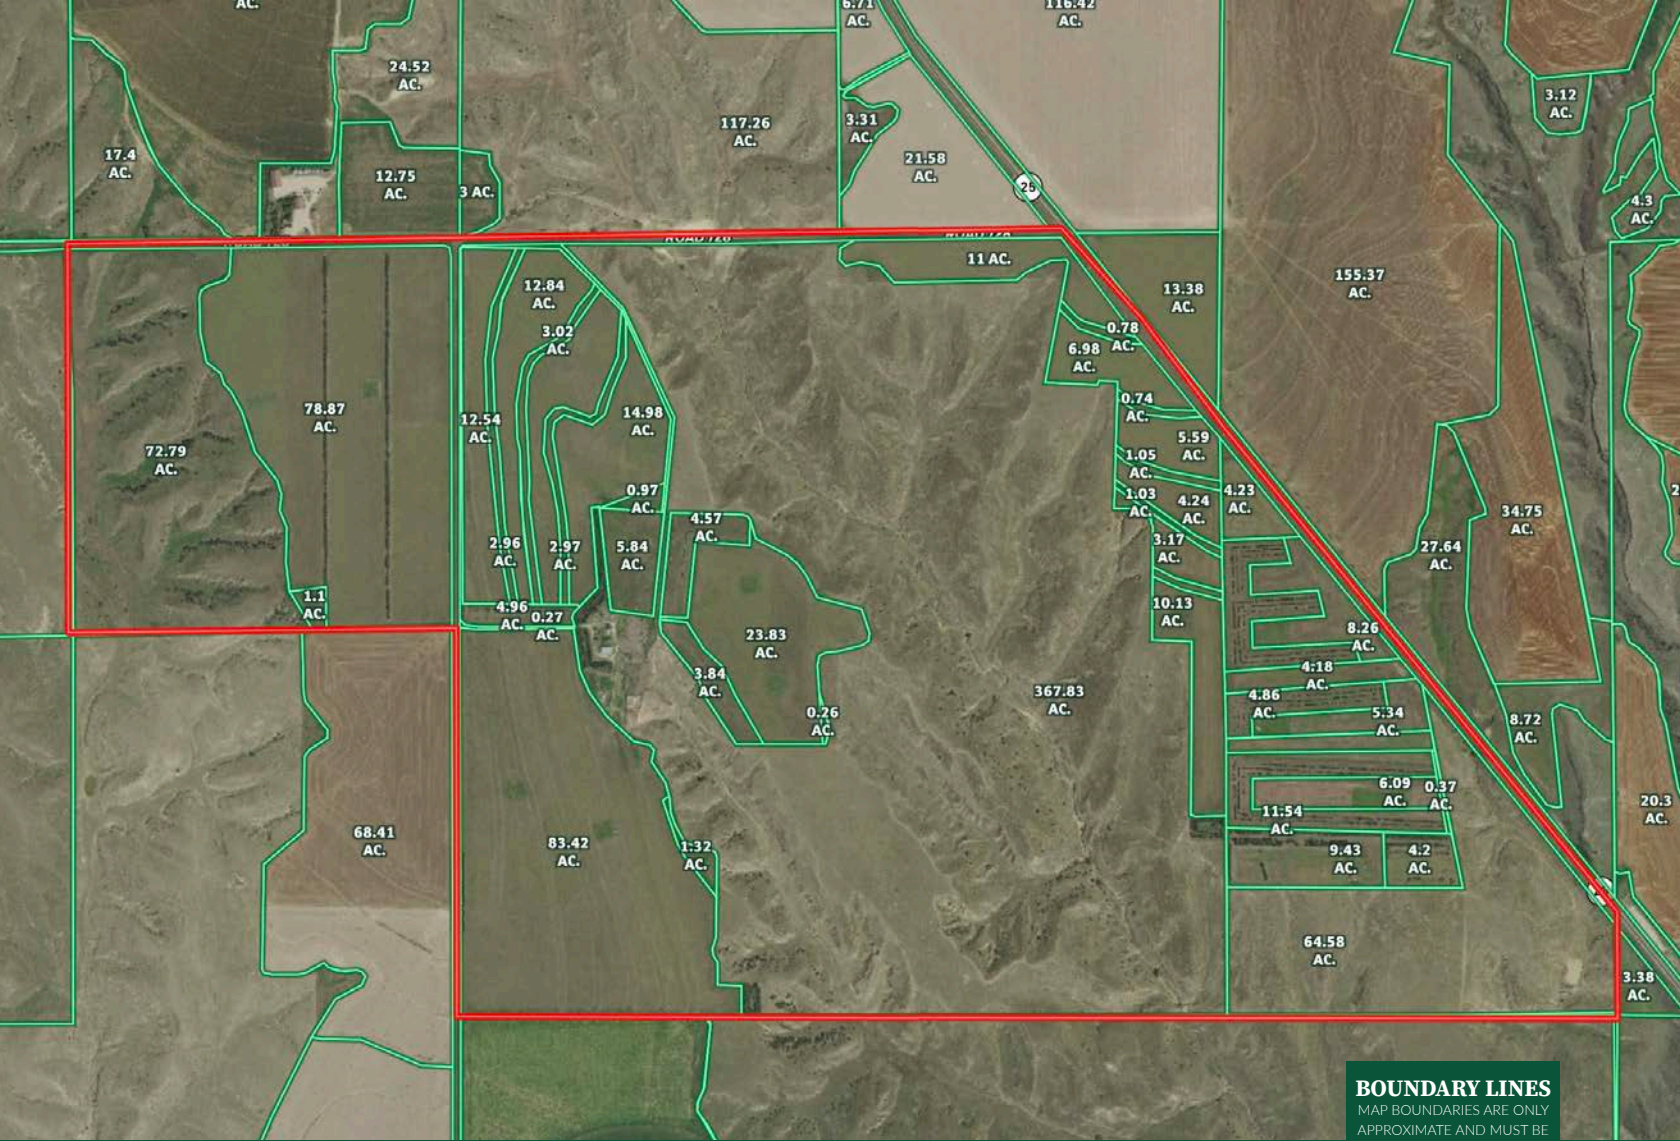 AC.
6.71
AC.
116.42
AC.
24.52
AC.
3.12
AC.
117.26
AC.
3.31
AC.
17.4
AC.
21.58
AC.
12.75
AC.
3 AC.
25
4.3
AC.
11 AC.
155.37
AC.
12.84
AC.
13.38
AC.
3.02
AC.
0.78
AC.
6.98
AC.
78.87
AC.
12.54
AC.
14.98
AC.
0.74
AC.
5.59
AC.
72.79
AC.
1.05
AC.
0.97
AC.
1.03
AC.
4.24
AC.
4.23
AC.
4.57
AC.
34.75
AC.
2.96
AC.
2.97
AC.
5.84
AC.
3.17
AC.
27.64
AC.
1.1
AC.
4.96
AC.
0.27
AC.
10.13
AC.
23.83
AC.
8.26
AC.
4.18
AC.
3.84
AC.
367.83
AC.
4.86
AC.
0.26
AC.
5.34
AC.
8.72
AC.
6.09
AC.
0.37
AC.
11.54
AC.
20.3
AC.
68.41
AC.
83.42
AC.
1.32
AC.
9.43
AC.
4.2
AC.
64.58
AC.
3.38
AC.
BOUNDARY LINES
MAP BOUNDARIES ARE ONLY
APPROXIMATE AND MUST BE